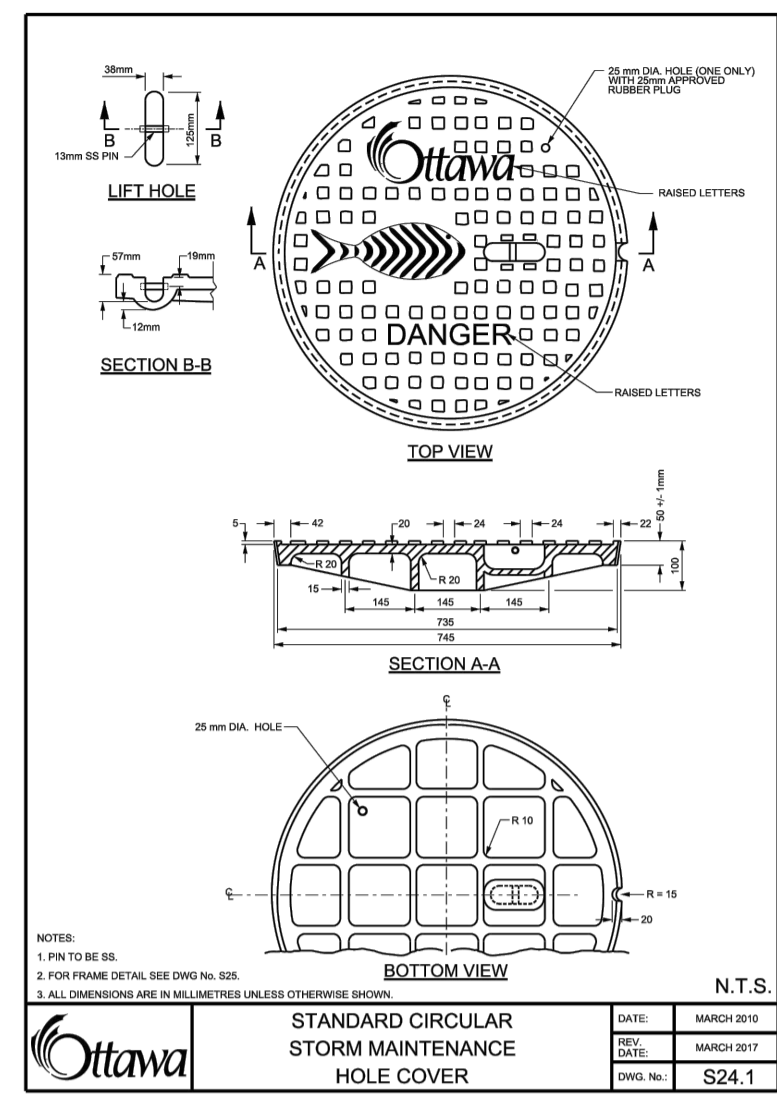 38mm
B
B
125mm
13mm SS PIN
LIFT HOLE
57mm
19mm
12mm
SECTION B-B
25 mm DIA. HOLE (ONE ONLY)
WITH 25mm APPROVED
RUBBER PLUG
Ottawa
RAISED LETTERS
A
A
DANGER
RAISED LETTERS
TOP VIEW
5
42
20
24
24
22
50 +/- 1mm
100
R 20
R 20
15
145
145
145
735
745
SECTION A-A
℄
25 mm DIA. HOLE
R 10
℄
R = 15
20
BOTTOM VIEW
NOTES:
1. PIN TO BE SS.
2. FOR FRAME DETAIL SEE DWG No. S25.
3. ALL DIMENSIONS ARE IN MILLIMETRES UNLESS OTHERWISE SHOWN.
N.T.S.
Ottawa
STANDARD CIRCULAR
STORM MAINTENANCE
HOLE COVER
DATE: MARCH 2010
REV.
DATE: MARCH 2017
DWG. No.: S24.1